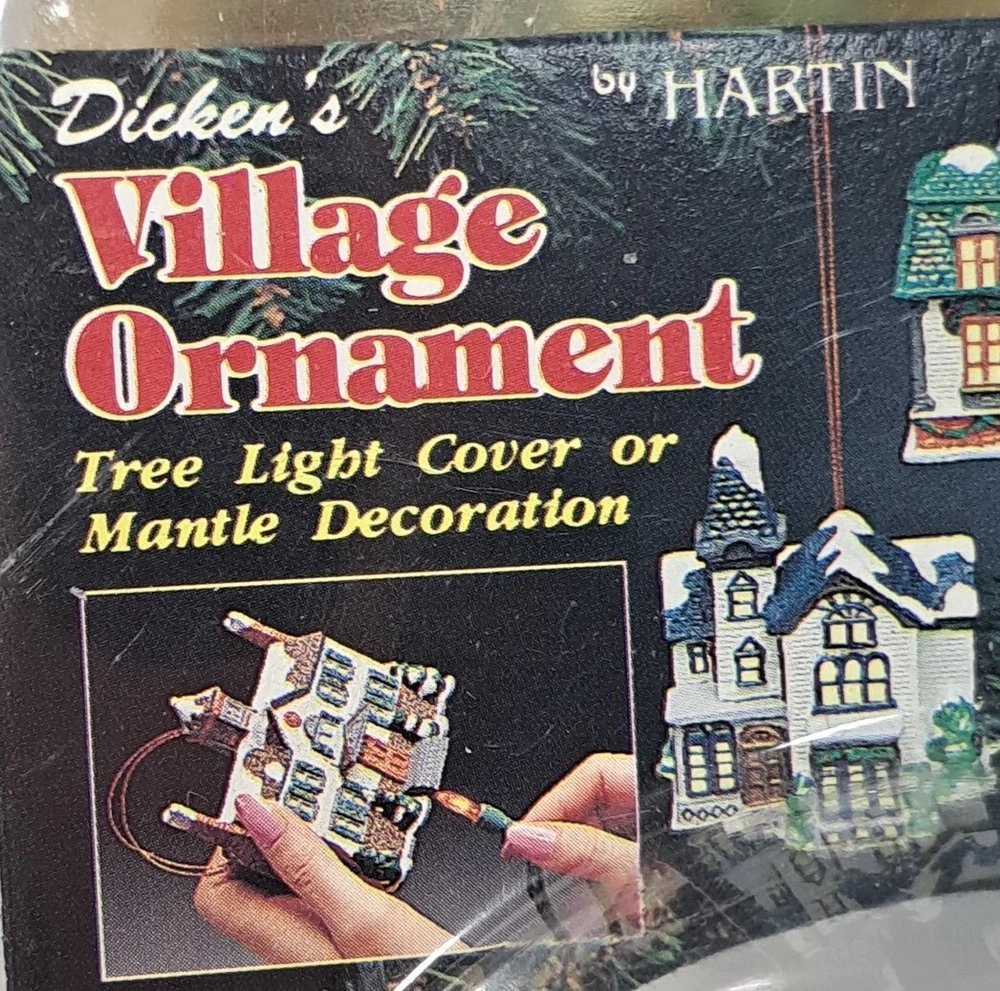 Dicken's
by HARTIN
Village
Ornament
Tree Light Cover or
Mantle Decoration